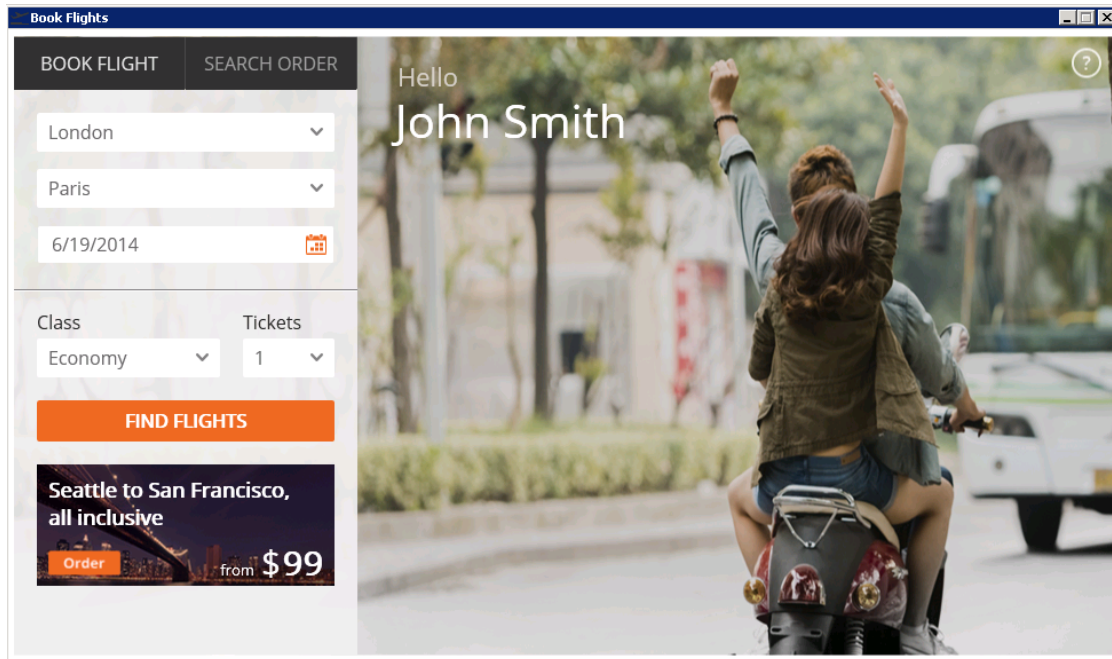 Book Flights
BOOK FLIGHT
SEARCH ORDER
London
Paris
6/19/2014
Class
Tickets
Economy
1
FIND FLIGHTS
Seattle to San Francisco,
all inclusive
Order
from $99
Hello
John Smith
?